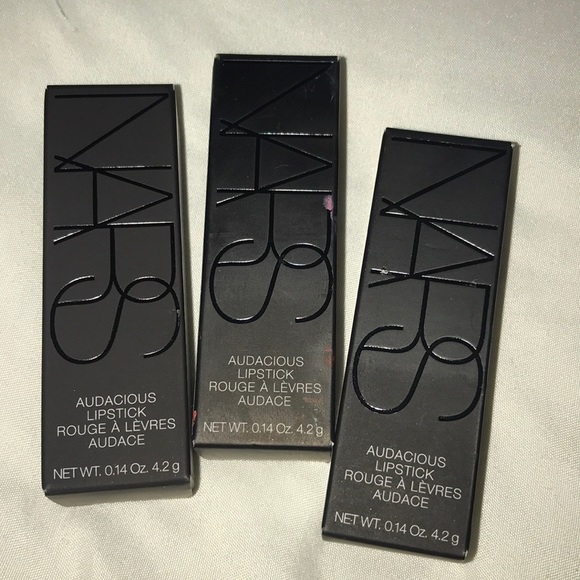 NARS
AUDACIOUS
LIPSTICK
ROUGE À LÈVRES
AUDACE
NET WT. 0.14 Oz. 4.2 g
NARS
AUDACIOUS
LIPSTICK
ROUGE À LÈVRES
AUDACE
NET WT. 0.14 Oz. 4.2 g
NARS
AUDACIOUS
LIPSTICK
ROUGE À LÈVRES
AUDACE
NET WT. 0.14 Oz. 4.2 g